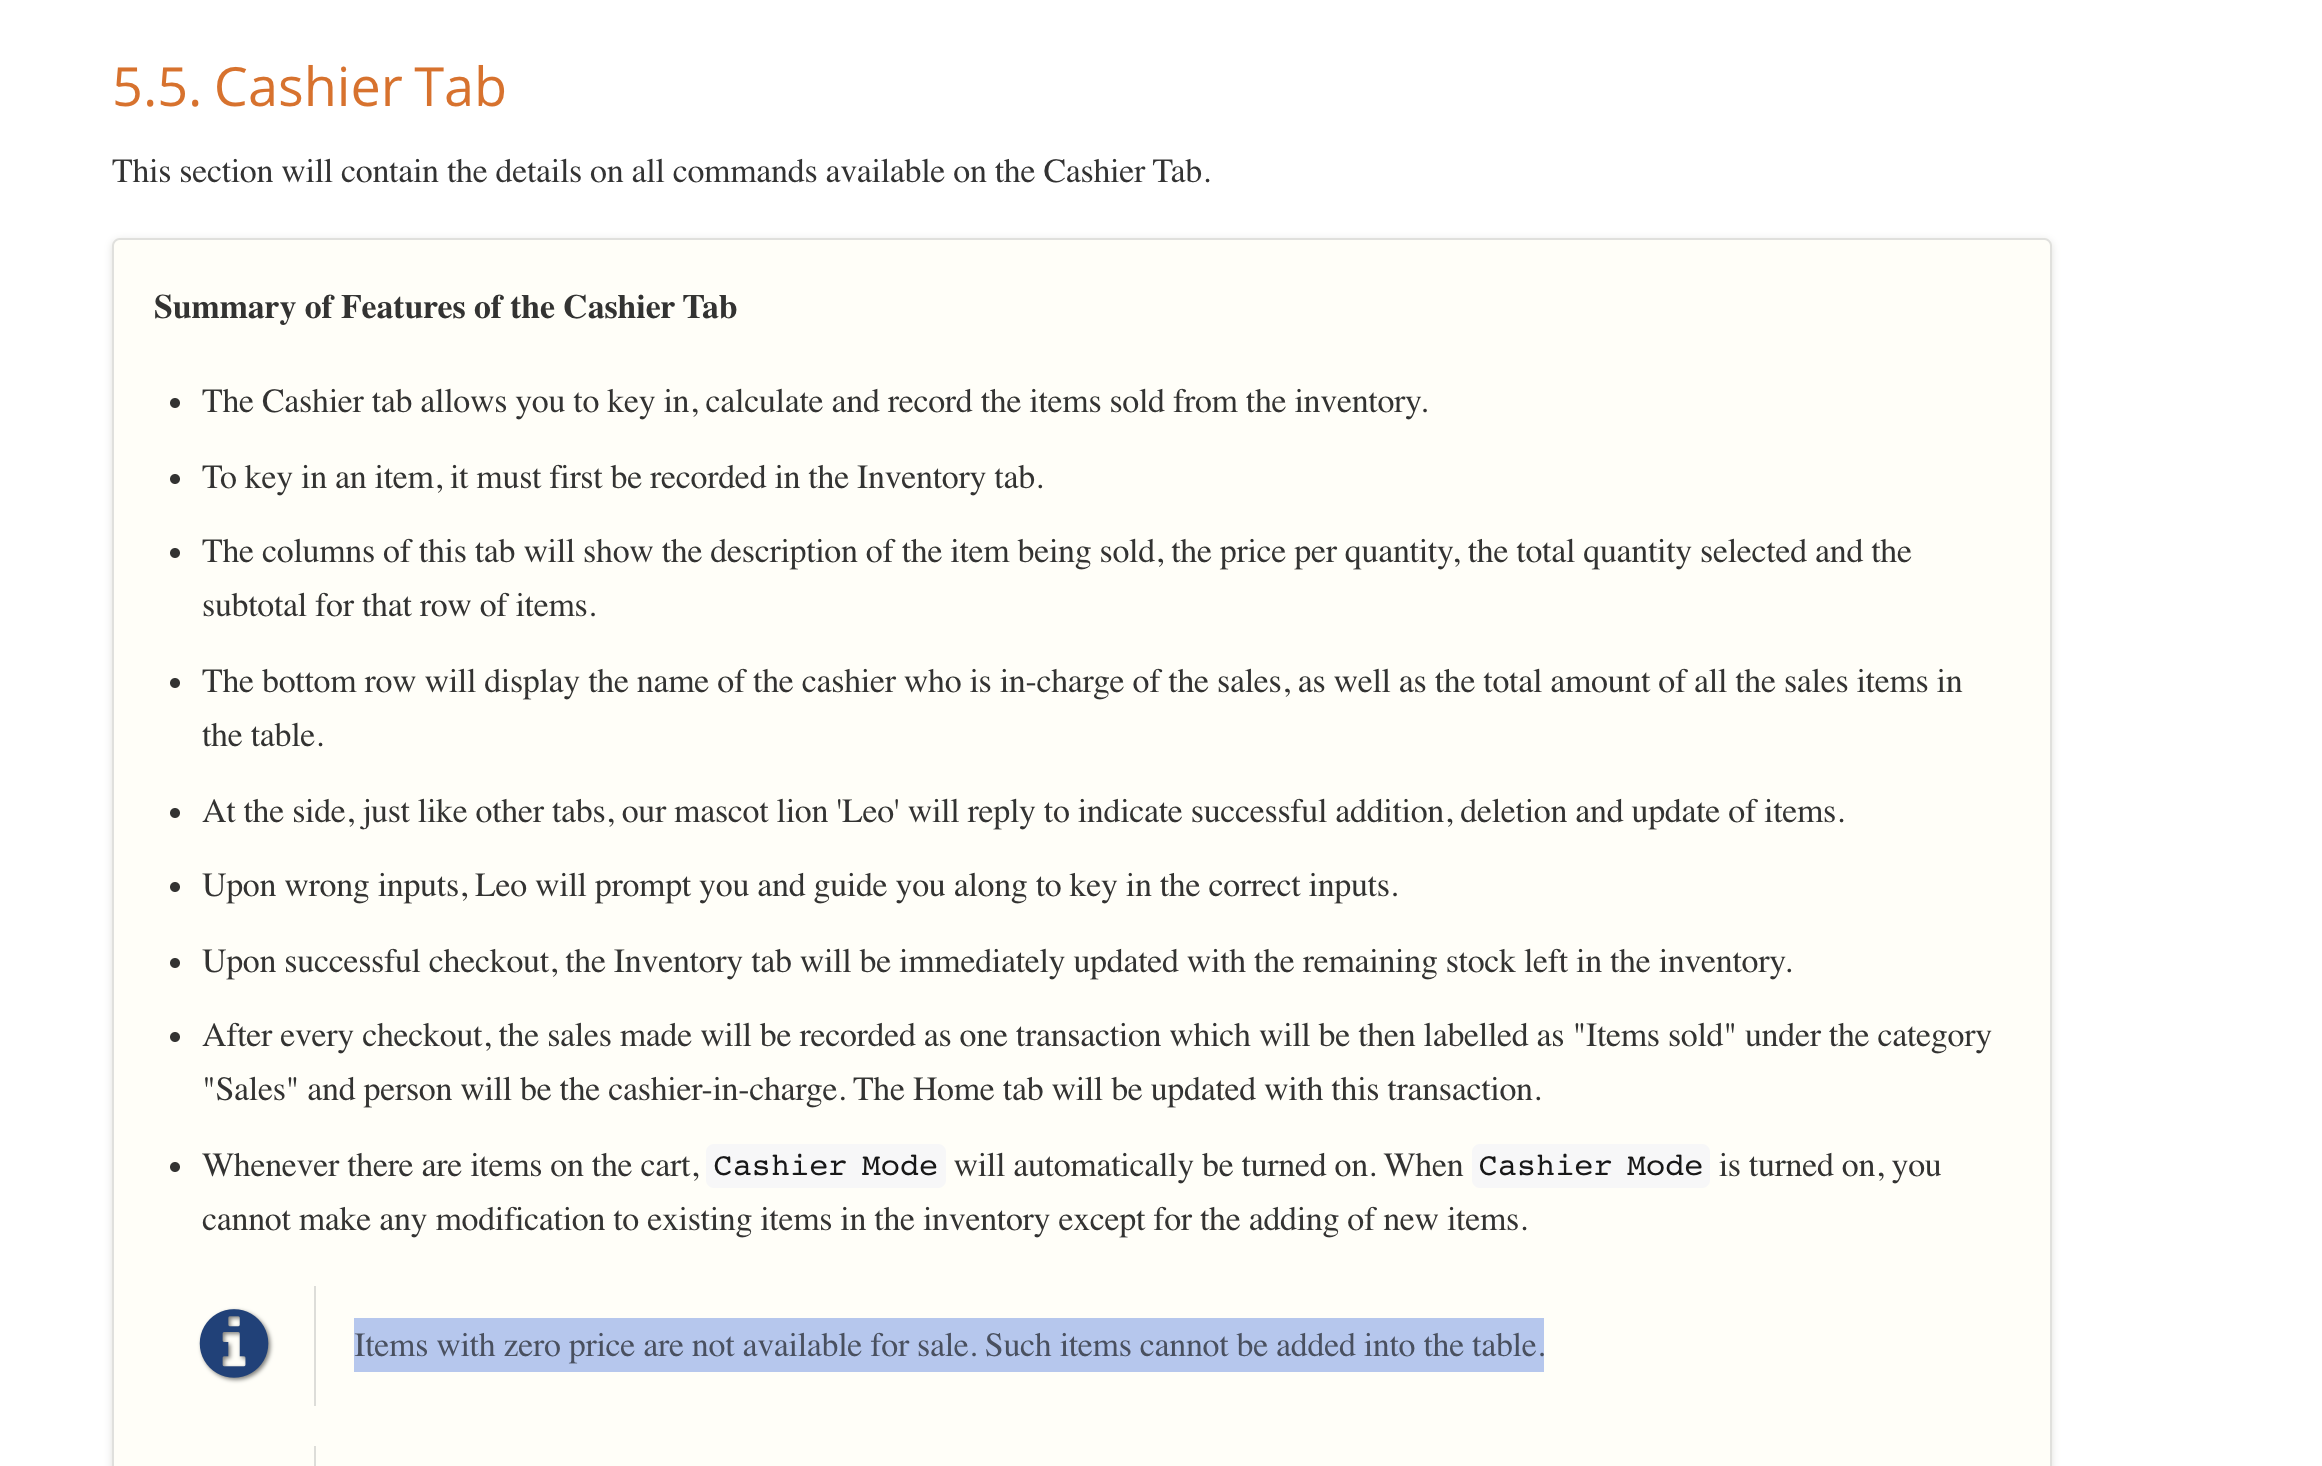 5.5. Cashier Tab
This section will contain the details on all commands available on the Cashier Tab.
Summary of Features of the Cashier Tab
• The Cashier tab allows you to key in, calculate and record the items sold from the inventory.
• To key in an item, it must first be recorded in the Inventory tab.
• The columns of this tab will show the description of the item being sold, the price per quantity, the total quantity selected and the
subtotal for that row of items.
• The bottom row will display the name of the cashier who is in-charge of the sales, as well as the total amount of all the sales items in
the table.
• At the side, just like other tabs, our mascot lion 'Leo' will reply to indicate successful addition, deletion and update of items.
• Upon wrong inputs, Leo will prompt you and guide you along to key in the correct inputs.
• Upon successful checkout, the Inventory tab will be immediately updated with the remaining stock left in the inventory.
• After every checkout, the sales made will be recorded as one transaction which will be then labelled as "Items sold" under the category
"Sales" and person will be the cashier-in-charge. The Home tab will be updated with this transaction.
• Whenever there are items on the cart, Cashier Mode will automatically be turned on. When Cashier Mode is turned on, you
cannot make any modification to existing items in the inventory except for the adding of new items.
Items with zero price are not available for sale. Such items cannot be added into the table.